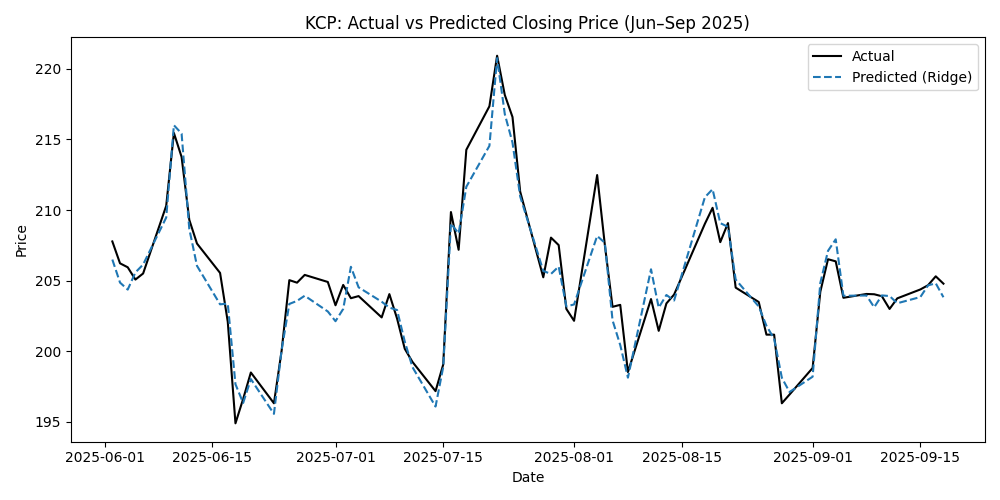 KCP: Actual vs Predicted Closing Price (Jun–Sep 2025)
Actual
Predicted (Ridge)
Price
220
215
210
205
200
195
2025-06-01
2025-06-15
2025-07-01
2025-07-15
2025-08-01
2025-08-15
2025-09-01
2025-09-15
Date